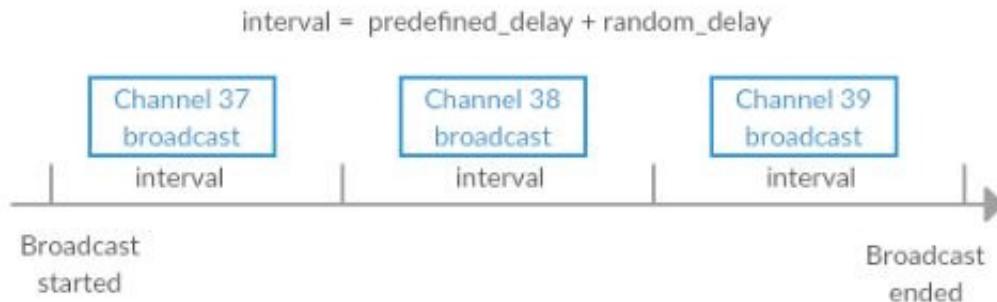 interval = predefined_delay + random_delay
Channel 37
broadcast
Channel 38
broadcast
Channel 39
broadcast
interval
interval
interval
Broadcast
started
Broadcast
ended